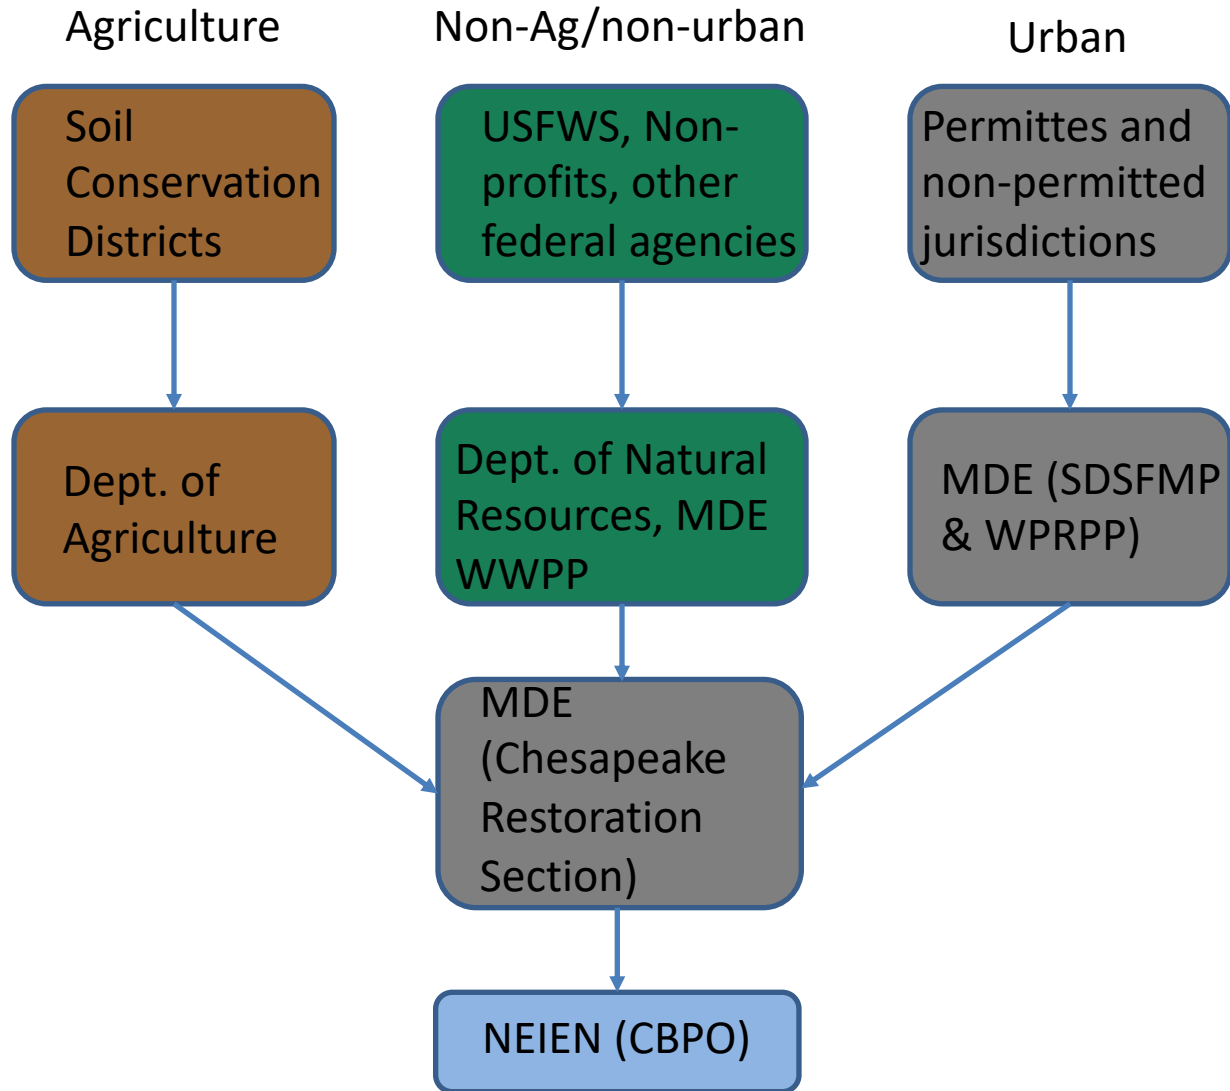 Agriculture
Non-Ag/non-urban
Urban
Soil
Conservation
Districts
USFWS, Non-
profits, other
federal agencies
Permittes and
non-permitted
jurisdictions
Dept. of
Agriculture
Dept. of Natural
Resources, MDE
WWPP
MDE (SDSFMP
& WPRPP)
MDE
(Chesapeake
Restoration
Section)
NEIEN (CBPO)